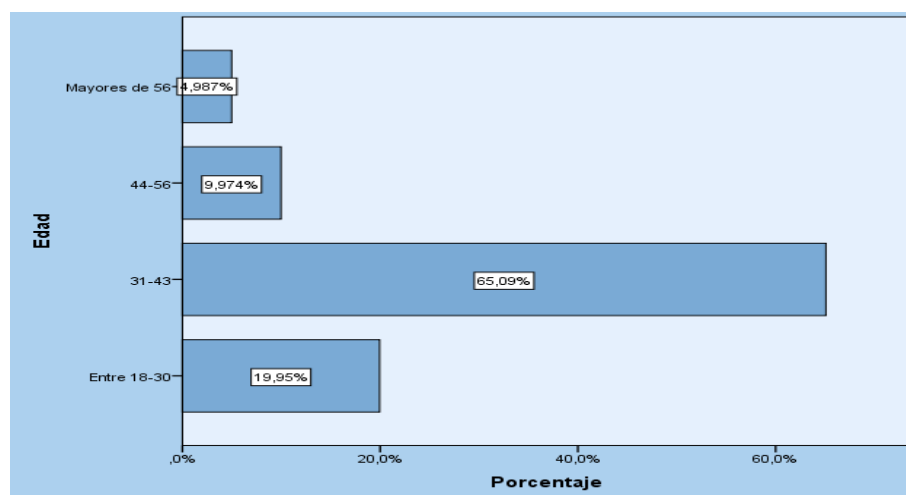 Edad
Mayores de 56
4,987%
44-56
9,974%
31-43
65,09%
Entre 18-30
19,95%
,0%
20,0%
40,0%
60,0%
Porcentaje